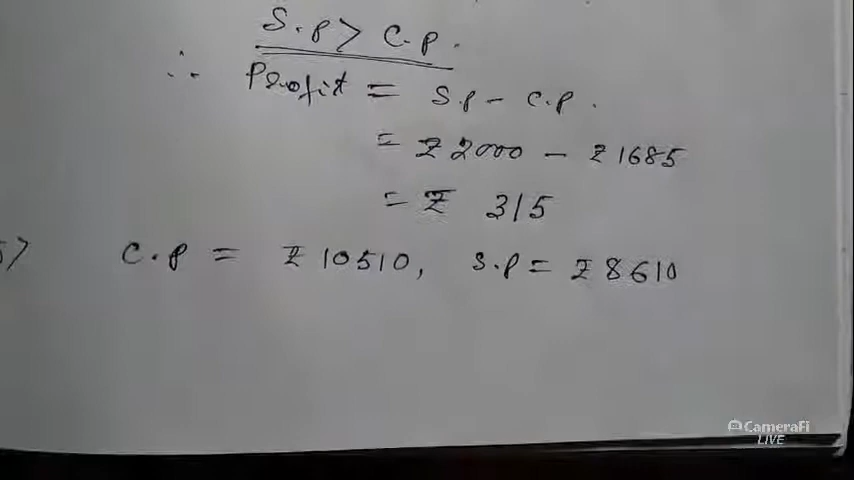 S.P > C.P.
∴ Profit = S.P - C.P.
= ₹ 2000 - ₹ 1685
= ₹ 315
5> C.P = ₹ 10510, S.P = ₹ 8610
CameraFi
LIVE